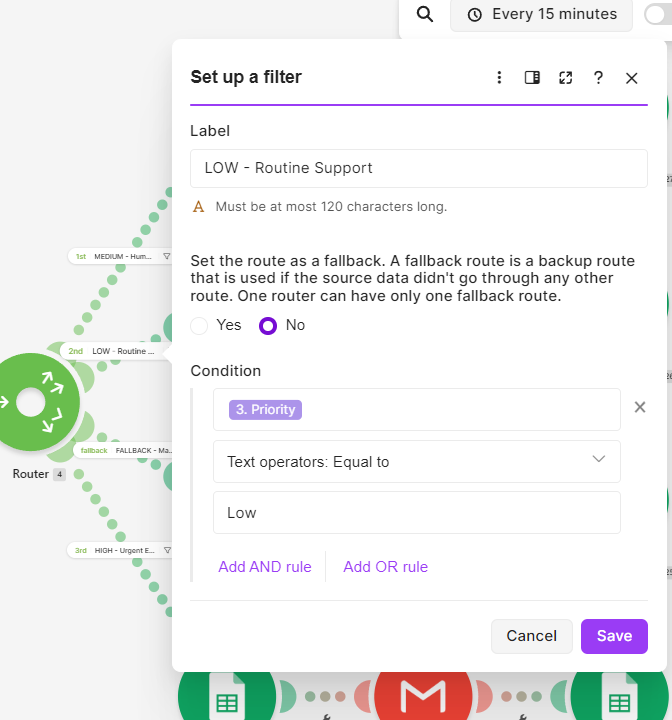 Every 15 minutes
Set up a filter
Label
LOW - Routine Support
A Must be at most 120 characters long.
Set the route as a fallback. A fallback route is a backup route
that is used if the source data didn't go through any other
route. One router can have only one fallback route.
Yes No
Condition
3. Priority
Text operators: Equal to
Low
Add AND rule Add OR rule
Cancel Save
1st MEDIUM - Hum...
2nd LOW - Routine ...
fallback FALLBACK - Ma...
Router 4
3rd HIGH - Urgent E...